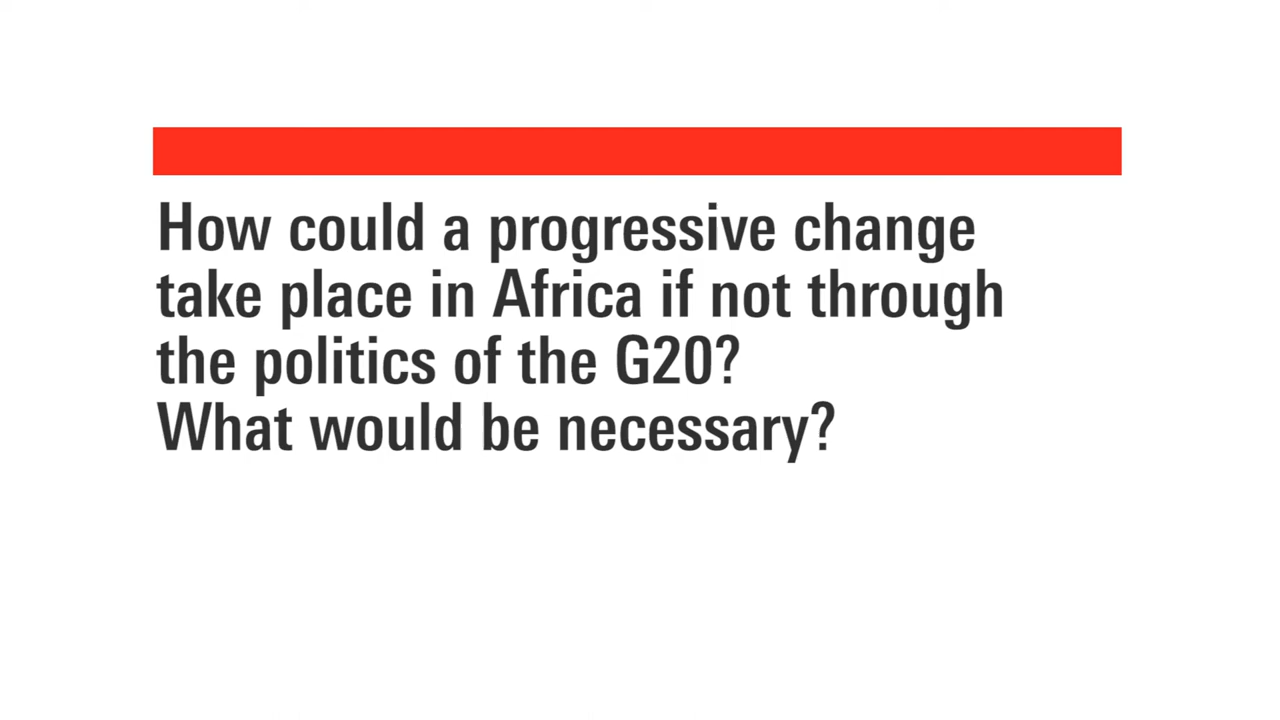 How could a progressive change
take place in Africa if not through
the politics of the G20?
What would be necessary?